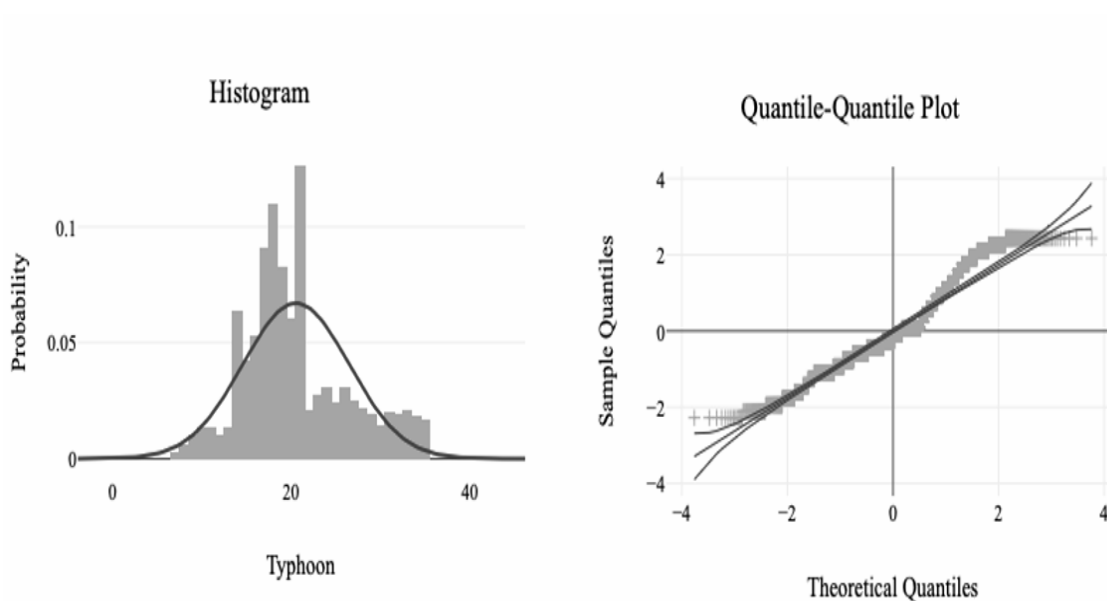 Histogram
Probability
0.1
0.05
0
0 20 40
Typhoon
Quantile-Quantile Plot
Sample Quantiles
4
2
0
−2
−4
−4 −2 0 2 4
Theoretical Quantiles